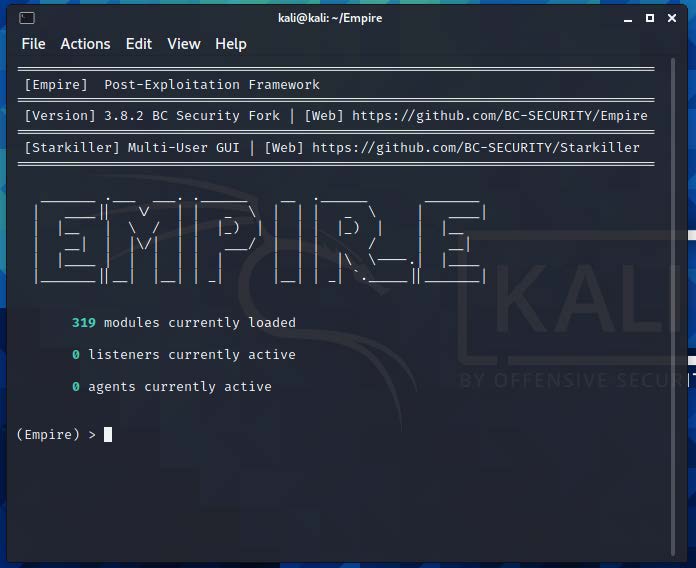 kali@kali: ~/Empire
File Actions Edit View Help
[Empire] Post-Exploitation Framework
[Version] 3.8.2 BC Security Fork | [Web] https://github.com/BC-SECURITY/Empire
[Starkiller] Multi-User GUI | [Web] https://github.com/BC-SECURITY/Starkiller
EMPIRE
319 modules currently loaded
0 listeners currently active
0 agents currently active
(Empire) >
KALI
BY OFFENSIVE SECURIT